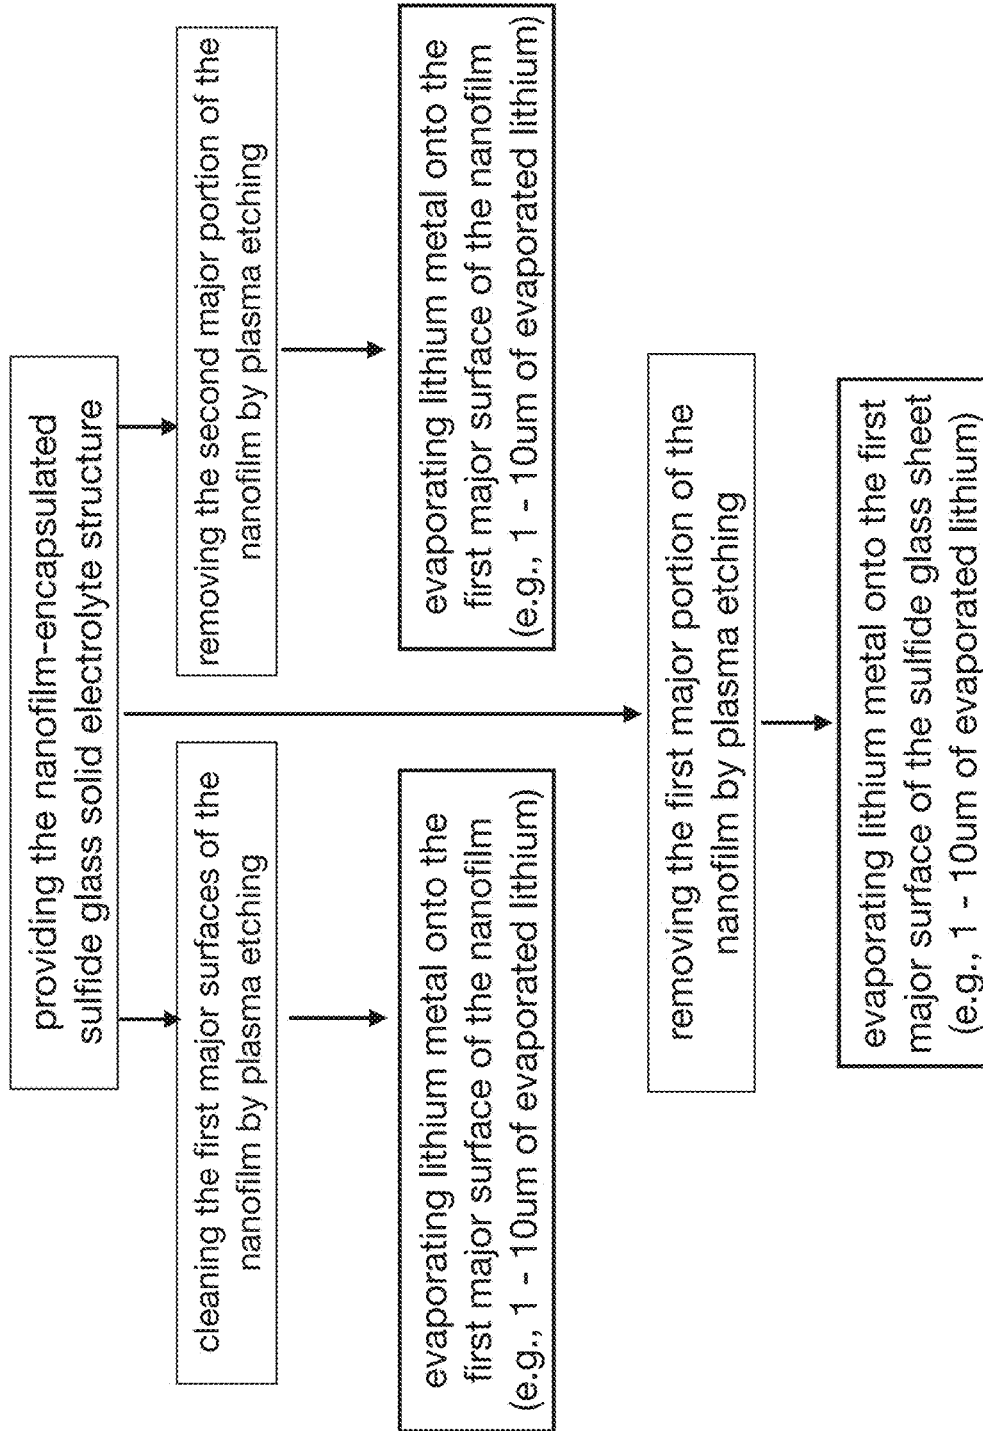 providing the nanofilm-encapsulated
sulfide glass solid electrolyte structure
cleaning the first major surfaces of the
nanofilm by plasma etching
removing the second major portion of the
nanofilm by plasma etching
evaporating lithium metal onto the
first major surface of the nanofilm
(e.g., 1 - 10um of evaporated lithium)
evaporating lithium metal onto the
first major surface of the nanofilm
(e.g., 1 - 10um of evaporated lithium)
removing the first major portion of the
nanofilm by plasma etching
evaporating lithium metal onto the first
major surface of the sulfide glass sheet
(e.g., 1 - 10um of evaporated lithium)